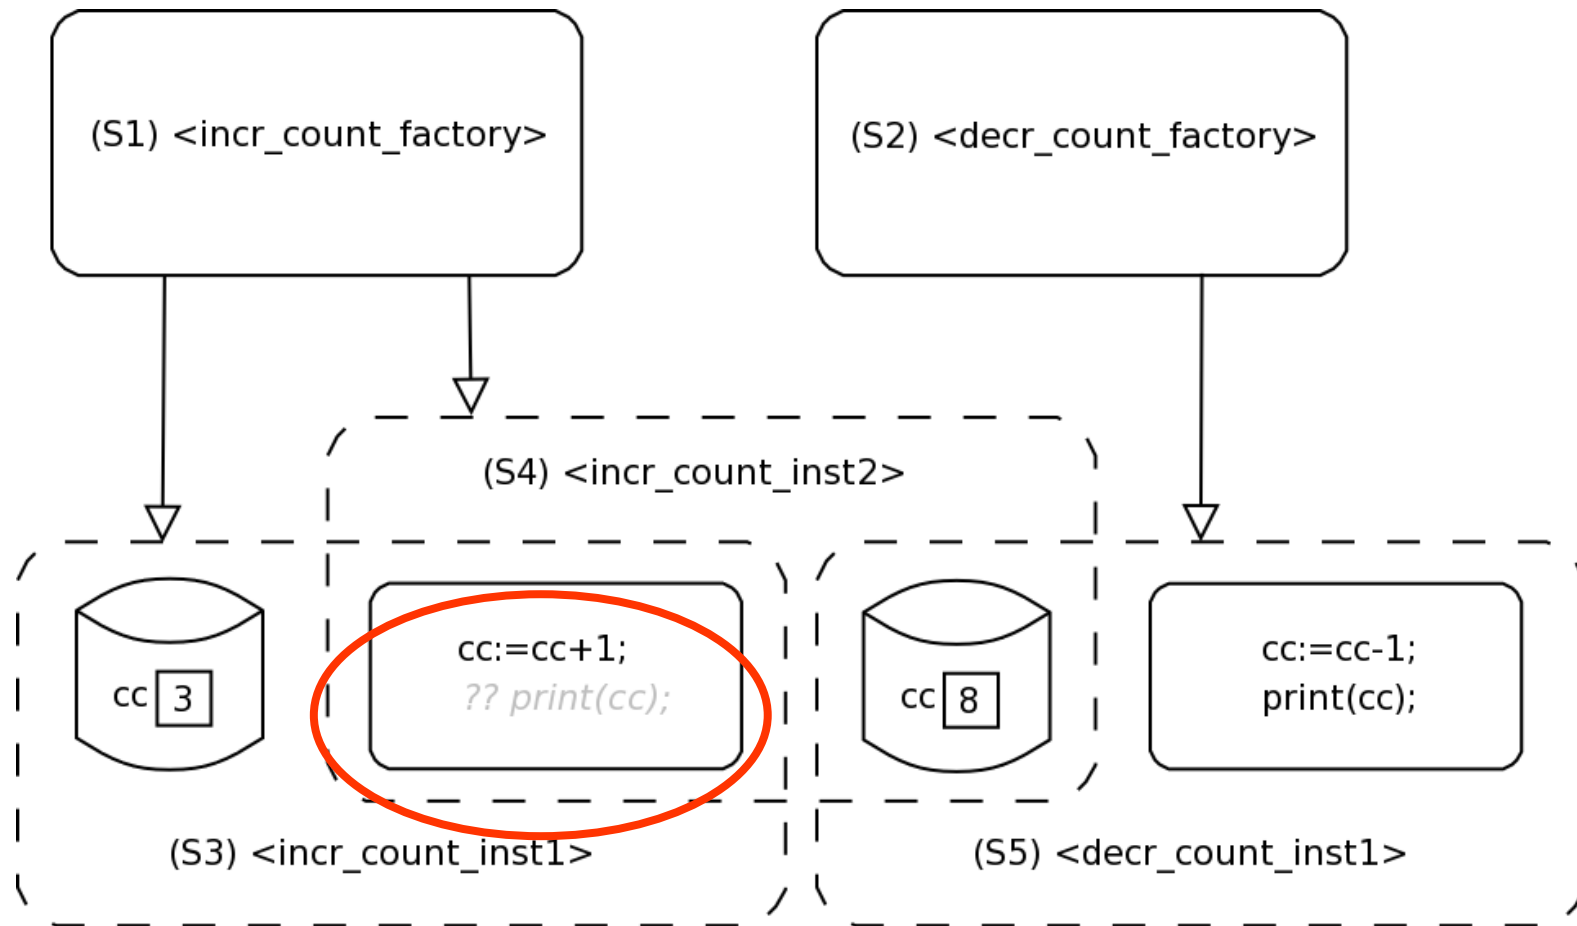 (S1) <incr_count_factory>
(S2) <decr_count_factory>
(S4) <incr_count_inst2>
cc 3
cc:=cc+1;
?? print(cc);
cc 8
cc:=cc-1;
print(cc);
(S3) <incr_count_inst1>
(S5) <decr_count_inst1>